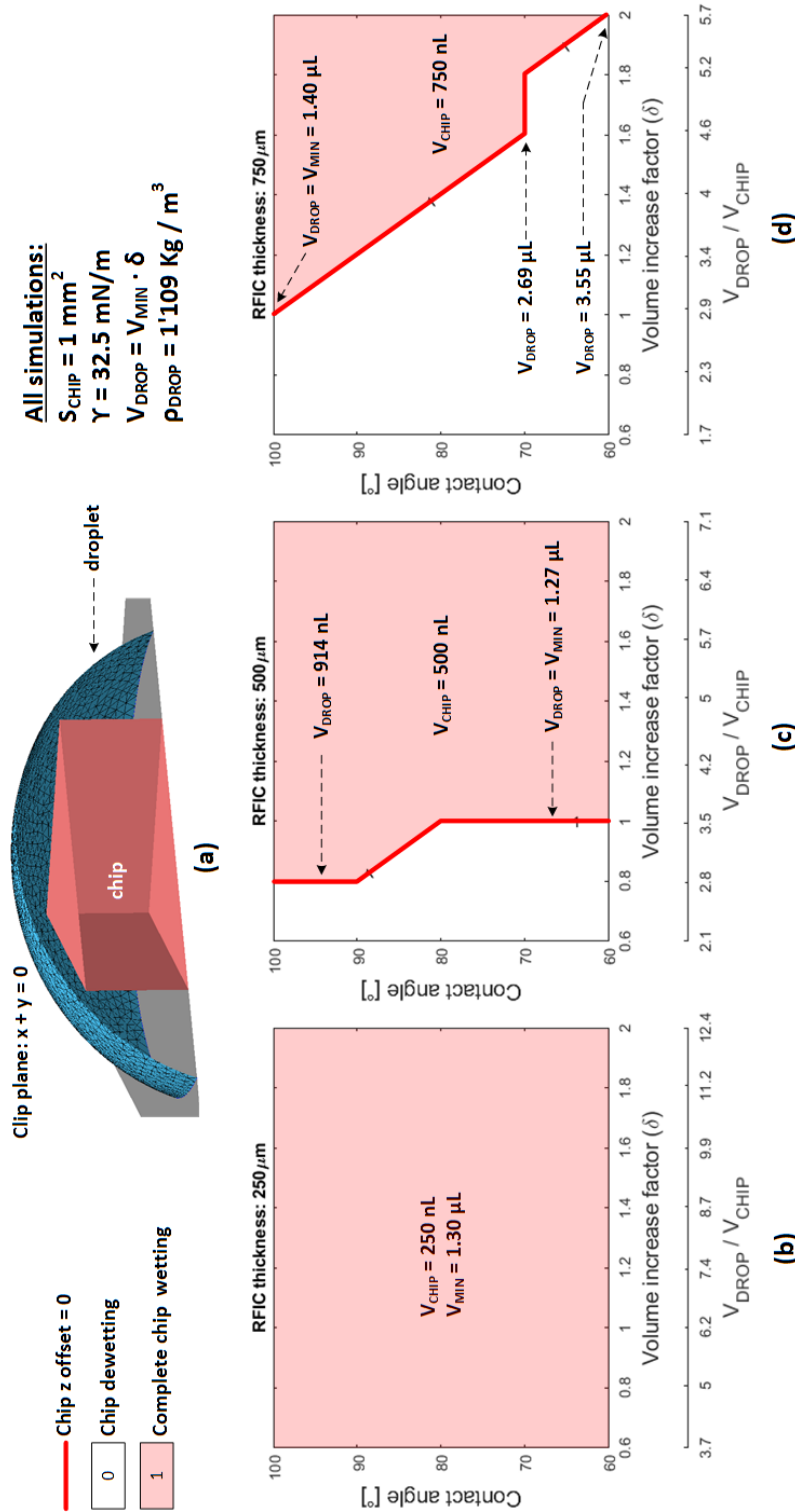 Chip z offset = 0
0 Chip dewetting
1 Complete chip wetting
Clip plane: x + y = 0
droplet
chip
(a)
All simulations:
S_CHIP = 1 mm²
ϒ = 32.5 mN/m
V_DROP = V_MIN · δ
ρ_DROP = 1'109 Kg / m³
RFIC thickness: 250μm
100
90
80
70
60
Contact angle [°]
V_CHIP = 250 nL
V_MIN = 1.30 μL
0.6 0.8 1 1.2 1.4 1.6 1.8 2
Volume increase factor (δ)
3.7 5 6.2 7.4 8.7 9.9 11.2 12.4
V_DROP / V_CHIP
(b)
RFIC thickness: 500μm
100
90
80
70
60
Contact angle [°]
V_DROP = 914 nL
V_CHIP = 500 nL
V_DROP = V_MIN = 1.27 μL
0.6 0.8 1 1.2 1.4 1.6 1.8 2
Volume increase factor (δ)
2.1 2.8 3.5 4.2 5 5.7 6.4 7.1
V_DROP / V_CHIP
(c)
RFIC thickness: 750μm
100
90
80
70
60
Contact angle [°]
V_DROP = V_MIN = 1.40 μL
V_CHIP = 750 nL
V_DROP = 2.69 μL
V_DROP = 3.55 μL
0.6 0.8 1 1.2 1.4 1.6 1.8 2
Volume increase factor (δ)
1.7 2.3 2.9 3.4 4 4.6 5.2 5.7
V_DROP / V_CHIP
(d)